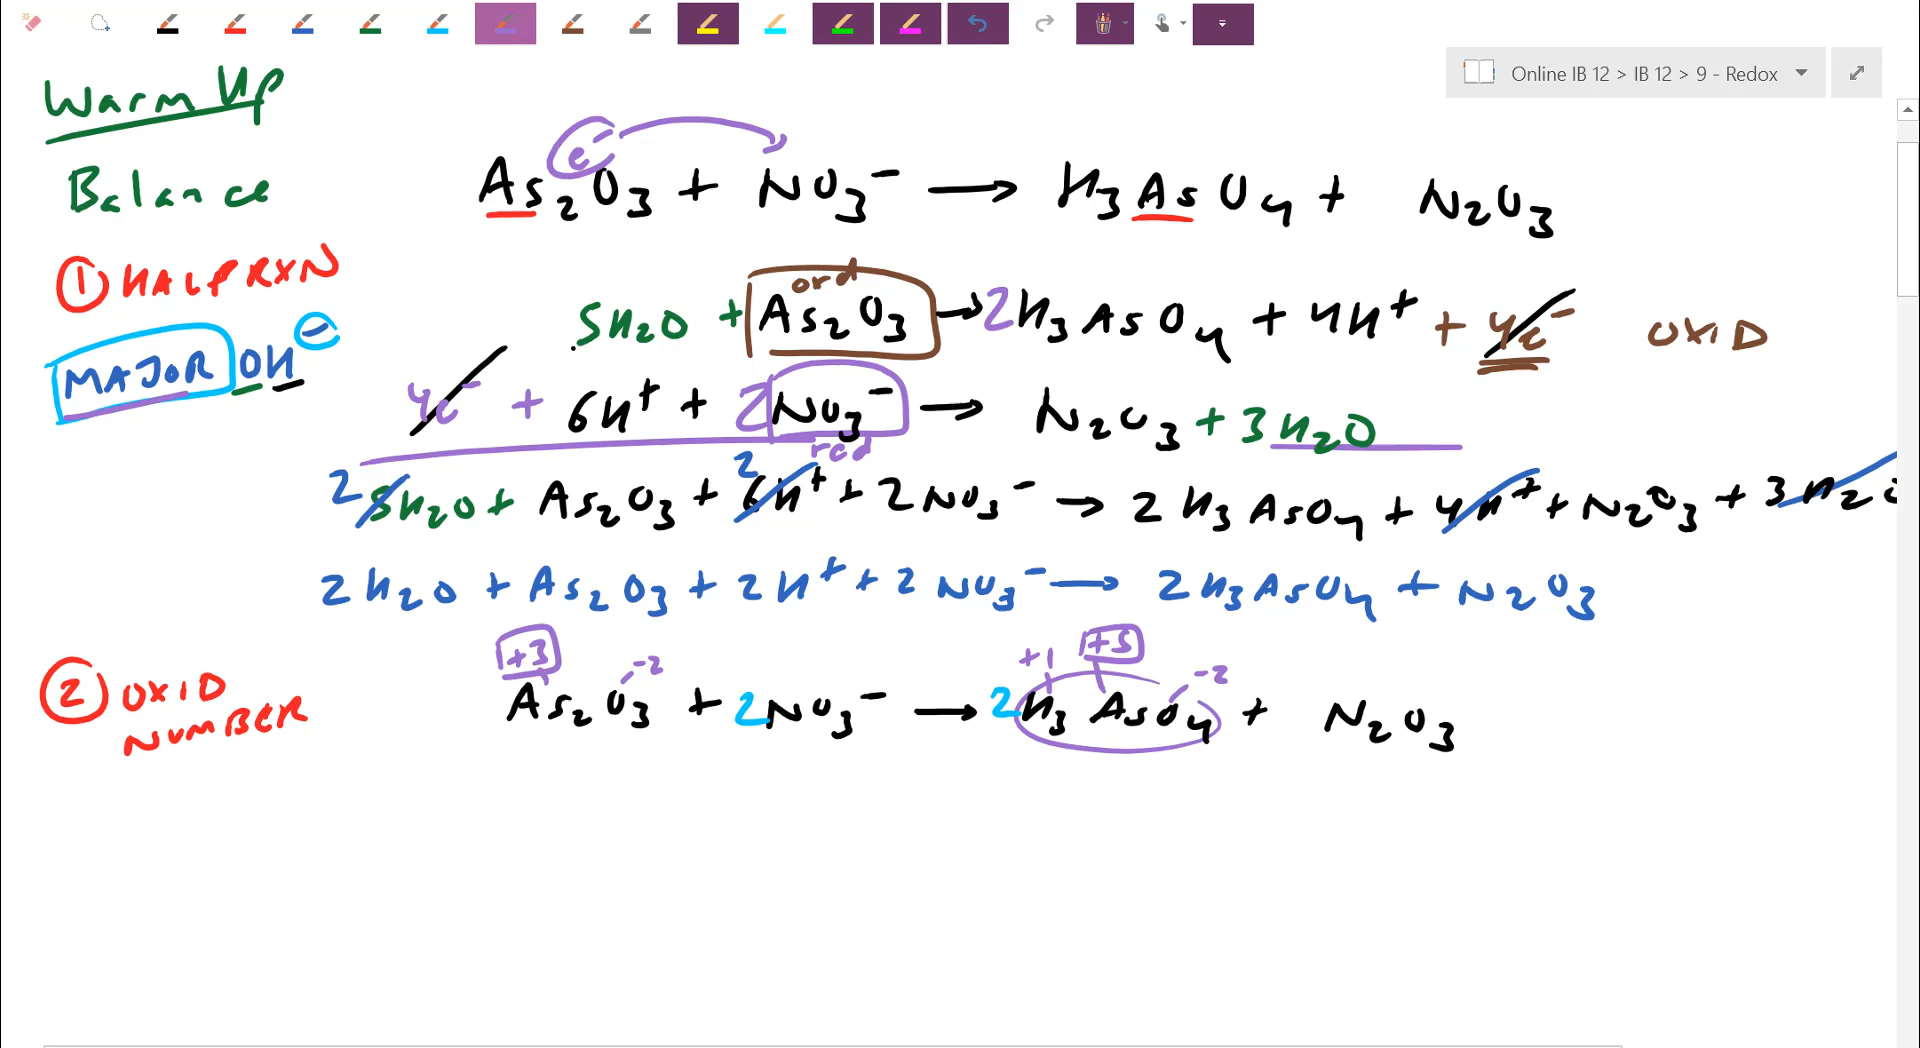 Online IB 12 > IB 12 > 9 - Redox
Warm Up
Balance
As₂O₃ + NO₃⁻ → H₃AsO₄ + N₂O₃
e⁻
① HALF RXN
5H₂O + As₂O₃ → 2H₃AsO₄ + 4H⁺ + 4e⁻ OXID
MAJOR OH⁻
4e⁻ + 6H⁺ + 2NO₃⁻ → N₂O₃ + 3H₂O
red
2 5H₂O + As₂O₃ + 2 6H⁺ + 2NO₃⁻ → 2H₃AsO₄ + 4H⁺ + N₂O₃ + 3H₂O
2H₂O + As₂O₃ + 2H⁺ + 2NO₃⁻ → 2H₃AsO₄ + N₂O₃
+3 -2 +1 +5 -2
② OXID NUMBER
As₂O₃ + 2NO₃⁻ → 2H₃AsO₄ + N₂O₃